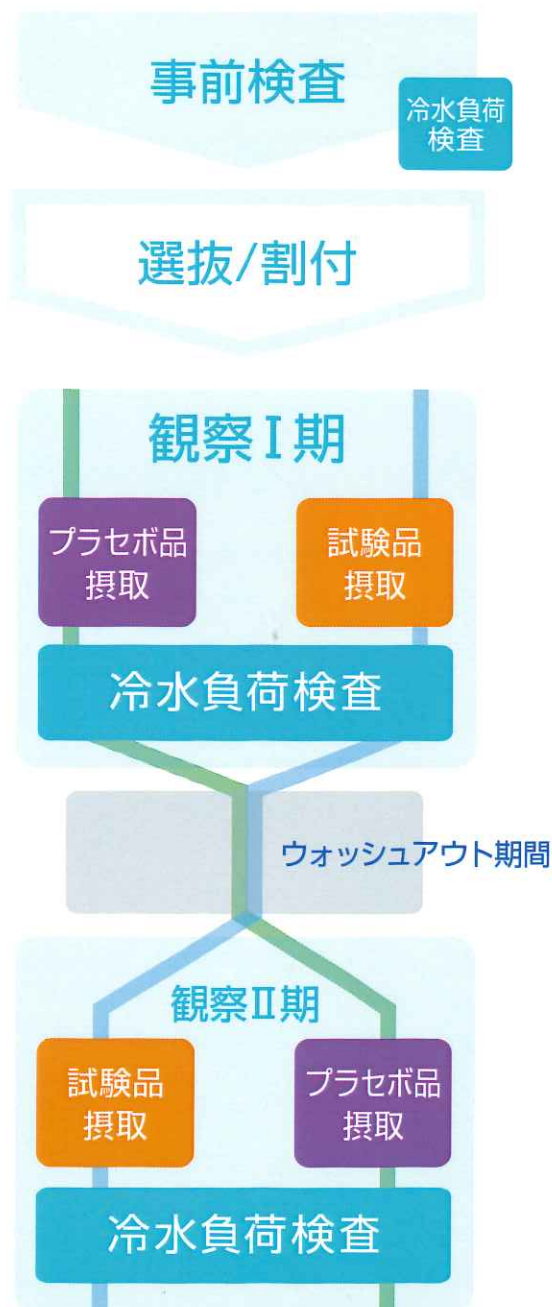 事前検査
冷水負荷
検査
選抜/割付
観察Ⅰ期
プラセボ品
摂取
試験品
摂取
冷水負荷検査
ウォッシュアウト期間
観察Ⅱ期
試験品
摂取
プラセボ品
摂取
冷水負荷検査